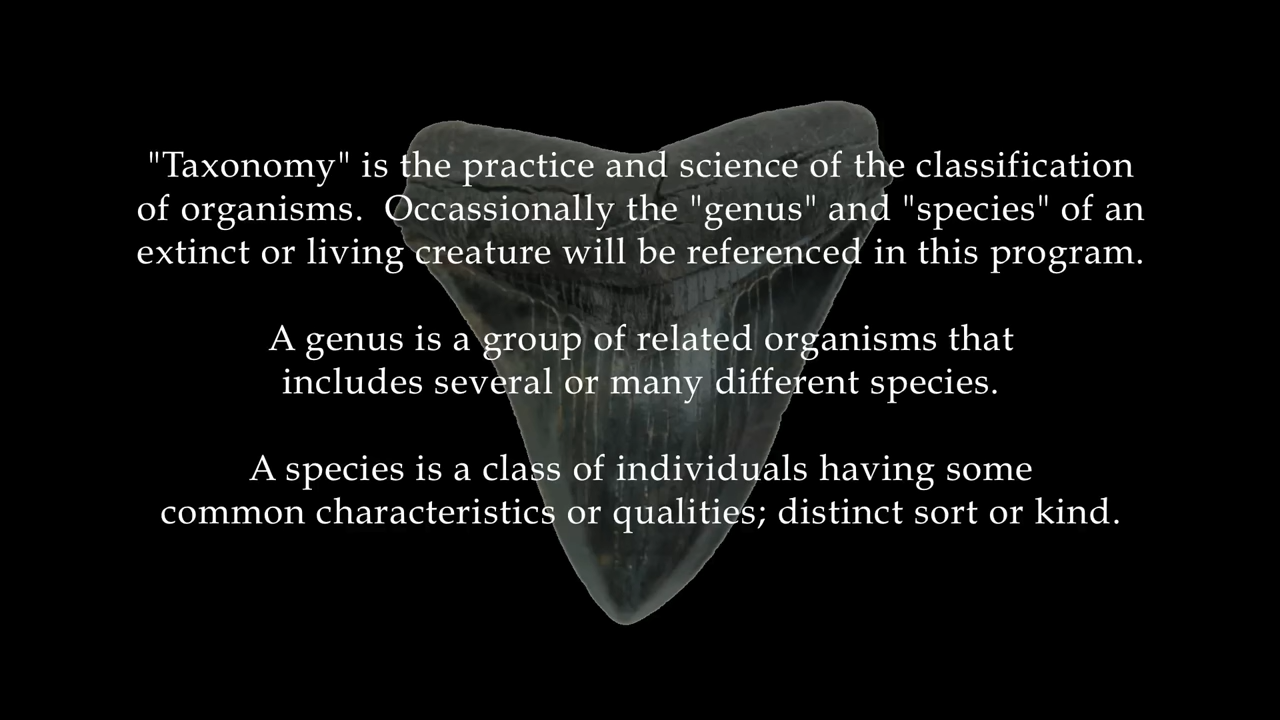 "Taxonomy" is the practice and science of the classification
of organisms.  Occassionally the "genus" and "species" of an
extinct or living creature will be referenced in this program.
A genus is a group of related organisms that
includes several or many different species.
A species is a class of individuals having some
common characteristics or qualities; distinct sort or kind.